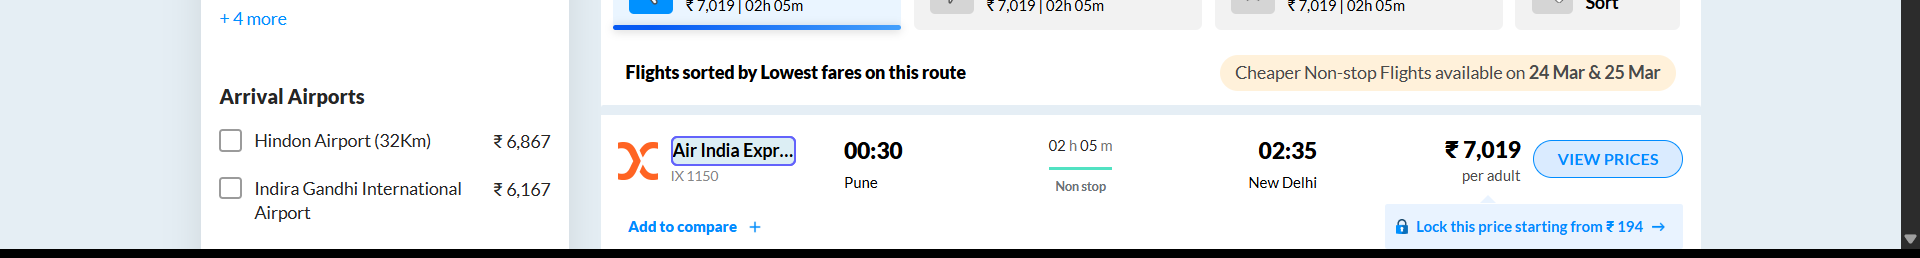 + 4 more
Arrival Airports
Hindon Airport (32Km) ₹ 6,867
Indira Gandhi International ₹ 6,167
Airport
₹ 7,019 | 02h 05m
₹ 7,019 | 02h 05m
₹ 7,019 | 02h 05m
Sort
Flights sorted by Lowest fares on this route
Cheaper Non-stop Flights available on 24 Mar & 25 Mar
Air India Expr...
IX 1150
00:30
Pune
02 h 05 m
Non stop
02:35
New Delhi
₹ 7,019
per adult
VIEW PRICES
Add to compare +
Lock this price starting from ₹ 194 →